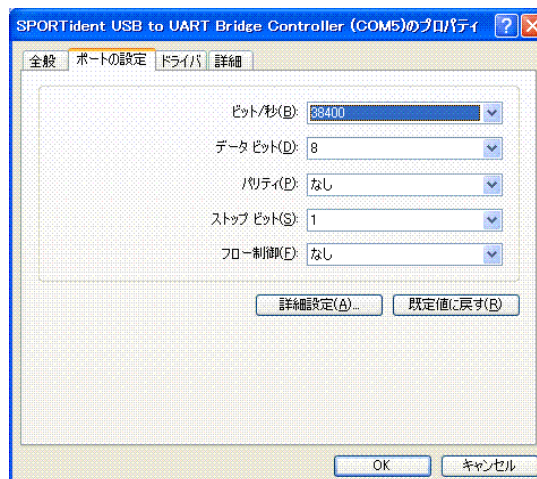 SPORTident USB to UART Bridge Controller (COM5)のプロパティ
全般 ポートの設定 ドライバ 詳細
ビット/秒(B): 38400
データ ビット(D): 8
パリティ(P): なし
ストップ ビット(S): 1
フロー制御(F): なし
詳細設定(A)... 既定値に戻す(R)
OK キャンセル